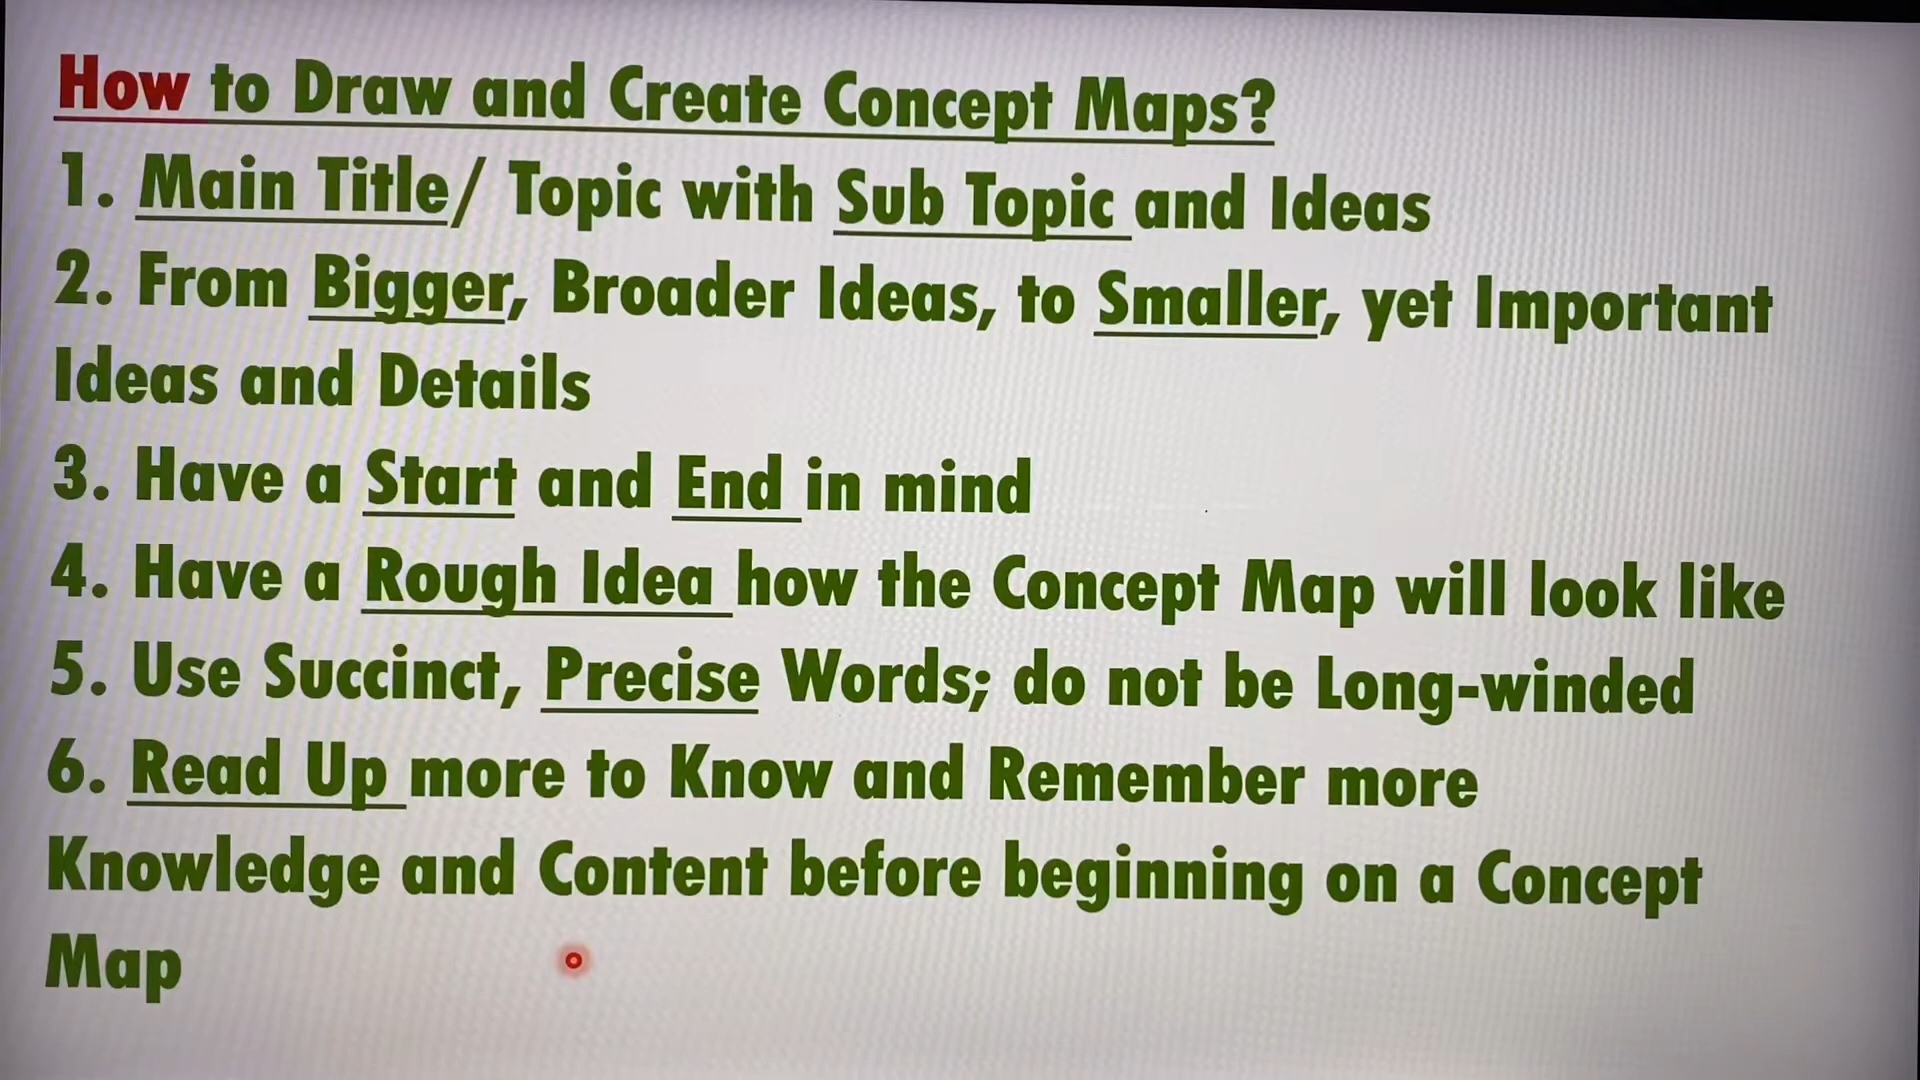 How to Draw and Create Concept Maps?
1. Main Title/ Topic with Sub Topic and Ideas
2. From Bigger, Broader Ideas, to Smaller, yet Important
Ideas and Details
3. Have a Start and End in mind
4. Have a Rough Idea how the Concept Map will look like
5. Use Succinct, Precise Words; do not be Long-winded
6. Read Up more to Know and Remember more
Knowledge and Content before beginning on a Concept
Map